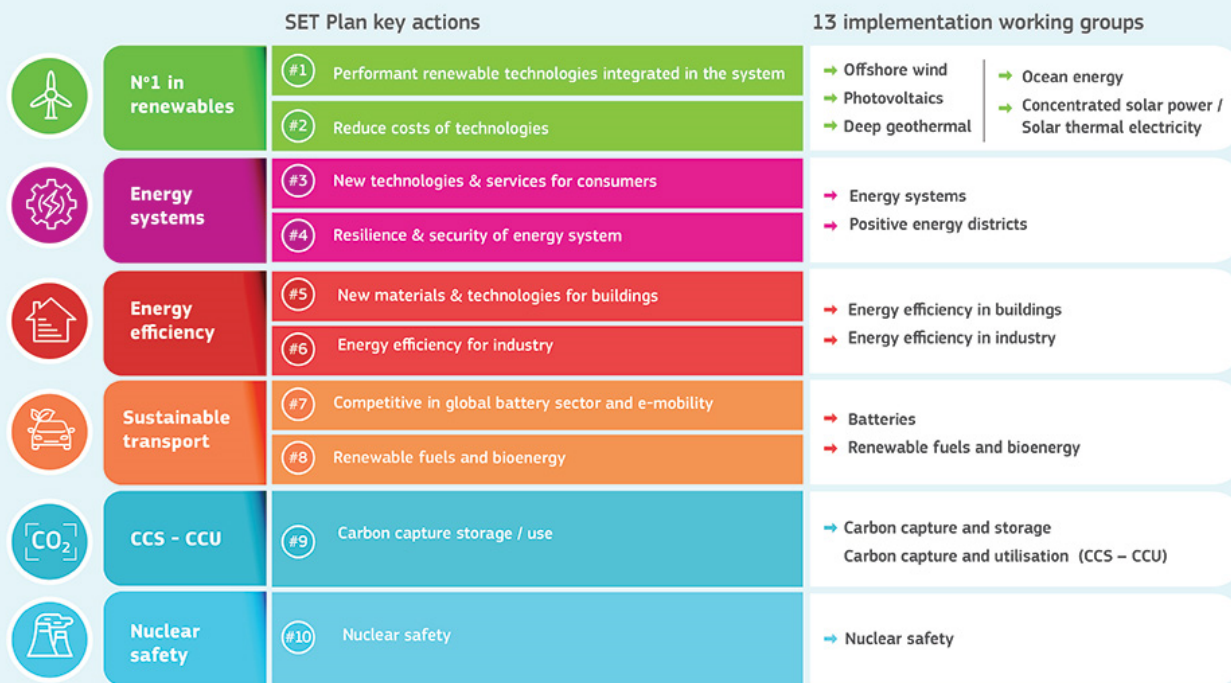 SET Plan key actions
13 implementation working groups
N°1 in
renewables
#1
Performant renewable technologies integrated in the system
#2
Reduce costs of technologies
→ Offshore wind
→ Photovoltaics
→ Deep geothermal
→ Ocean energy
→ Concentrated solar power /
Solar thermal electricity
Energy
systems
#3
New technologies & services for consumers
#4
Resilience & security of energy system
→ Energy systems
→ Positive energy districts
Energy
efficiency
#5
New materials & technologies for buildings
#6
Energy efficiency for industry
→ Energy efficiency in buildings
→ Energy efficiency in industry
Sustainable
transport
#7
Competitive in global battery sector and e-mobility
#8
Renewable fuels and bioenergy
→ Batteries
→ Renewable fuels and bioenergy
CO₂
CCS - CCU
#9
Carbon capture storage / use
→ Carbon capture and storage
Carbon capture and utilisation (CCS – CCU)
Nuclear
safety
#10
Nuclear safety
→ Nuclear safety